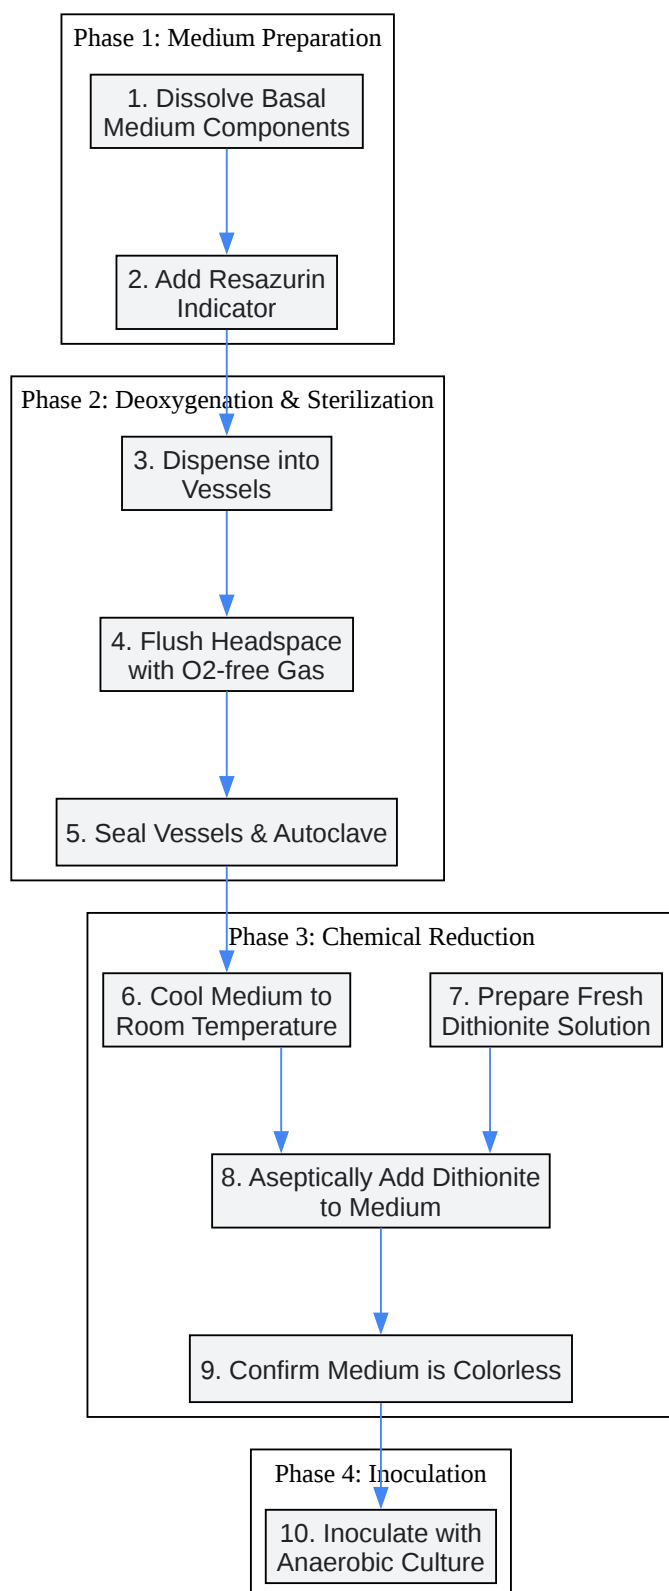 Phase 1: Medium Preparation
1. Dissolve Basal
Medium Components
2. Add Resazurin
Indicator
Phase 2: Deoxygenation & Sterilization
3. Dispense into
Vessels
4. Flush Headspace
with O2-free Gas
5. Seal Vessels & Autoclave
Phase 3: Chemical Reduction
6. Cool Medium to
Room Temperature
7. Prepare Fresh
Dithionite Solution
8. Aseptically Add Dithionite
to Medium
9. Confirm Medium is Colorless
Phase 4: Inoculation
10. Inoculate with
Anaerobic Culture